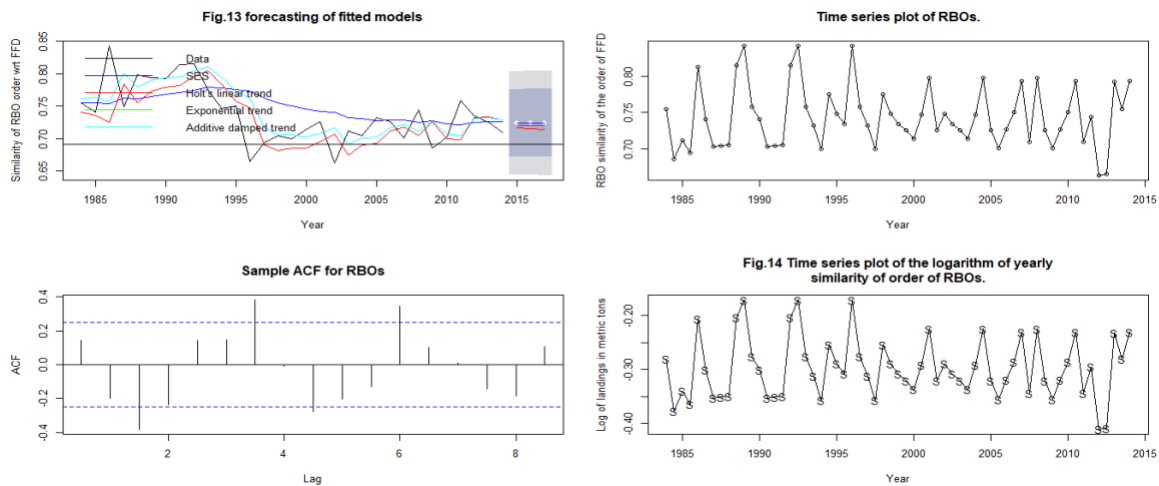 Fig.13 forecasting of fitted models
Similarity of RBO order wrt FFD
0.85
0.80
0.75
0.70
0.65
Data
SES
Holt's linear trend
Exponential trend
Additive damped trend
1985 1990 1995 2000 2005 2010 2015
Year
Time series plot of RBOs.
RBO similarity of the order of FFD
0.80
0.75
0.70
1985 1990 1995 2000 2005 2010 2015
Year
Sample ACF for RBOs
ACF
0.4
0.2
0.0
-0.2
-0.4
2 4 6 8
Lag
Fig.14 Time series plot of the logarithm of yearly
similarity of order of RBOs.
Log of landings in metric tons
-0.20
-0.30
-0.40
1985 1990 1995 2000 2005 2010 2015
Year